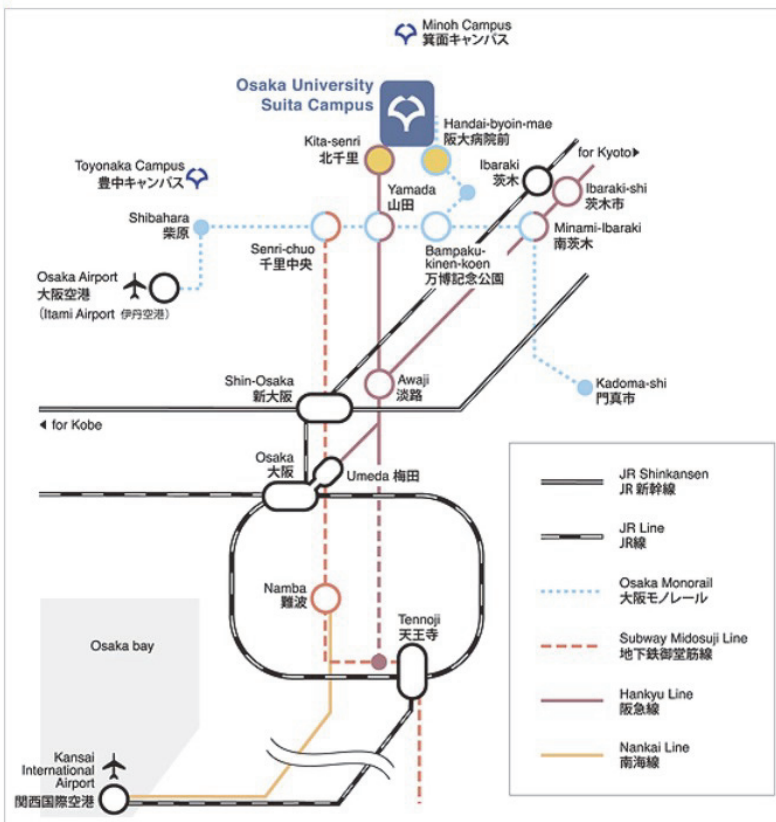 Minoh Campus
箕面キャンパス
Osaka University
Suita Campus
Handai-byoin-mae
阪大病院前
Kita-senri
北千里
Ibaraki
茨木
for Kyoto
Toyonaka Campus
豊中キャンパス
Yamada
山田
Ibaraki-shi
茨木市
Shibahara
柴原
Senri-chuo
千里中央
Bampaku-
kinen-koen
万博記念公園
Minami-Ibaraki
南茨木
Osaka Airport
大阪空港
(Itami Airport 伊丹空港)
Shin-Osaka
新大阪
Awaji
淡路
Kadoma-shi
門真市
for Kobe
Osaka
大阪
Umeda 梅田
Namba
難波
Tennoji
天王寺
Osaka bay
Kansai
International
Airport
関西国際空港
JR Shinkansen
JR 新幹線
JR Line
JR線
Osaka Monorail
大阪モノレール
Subway Midosuji Line
地下鉄御堂筋線
Hankyu Line
阪急線
Nankai Line
南海線